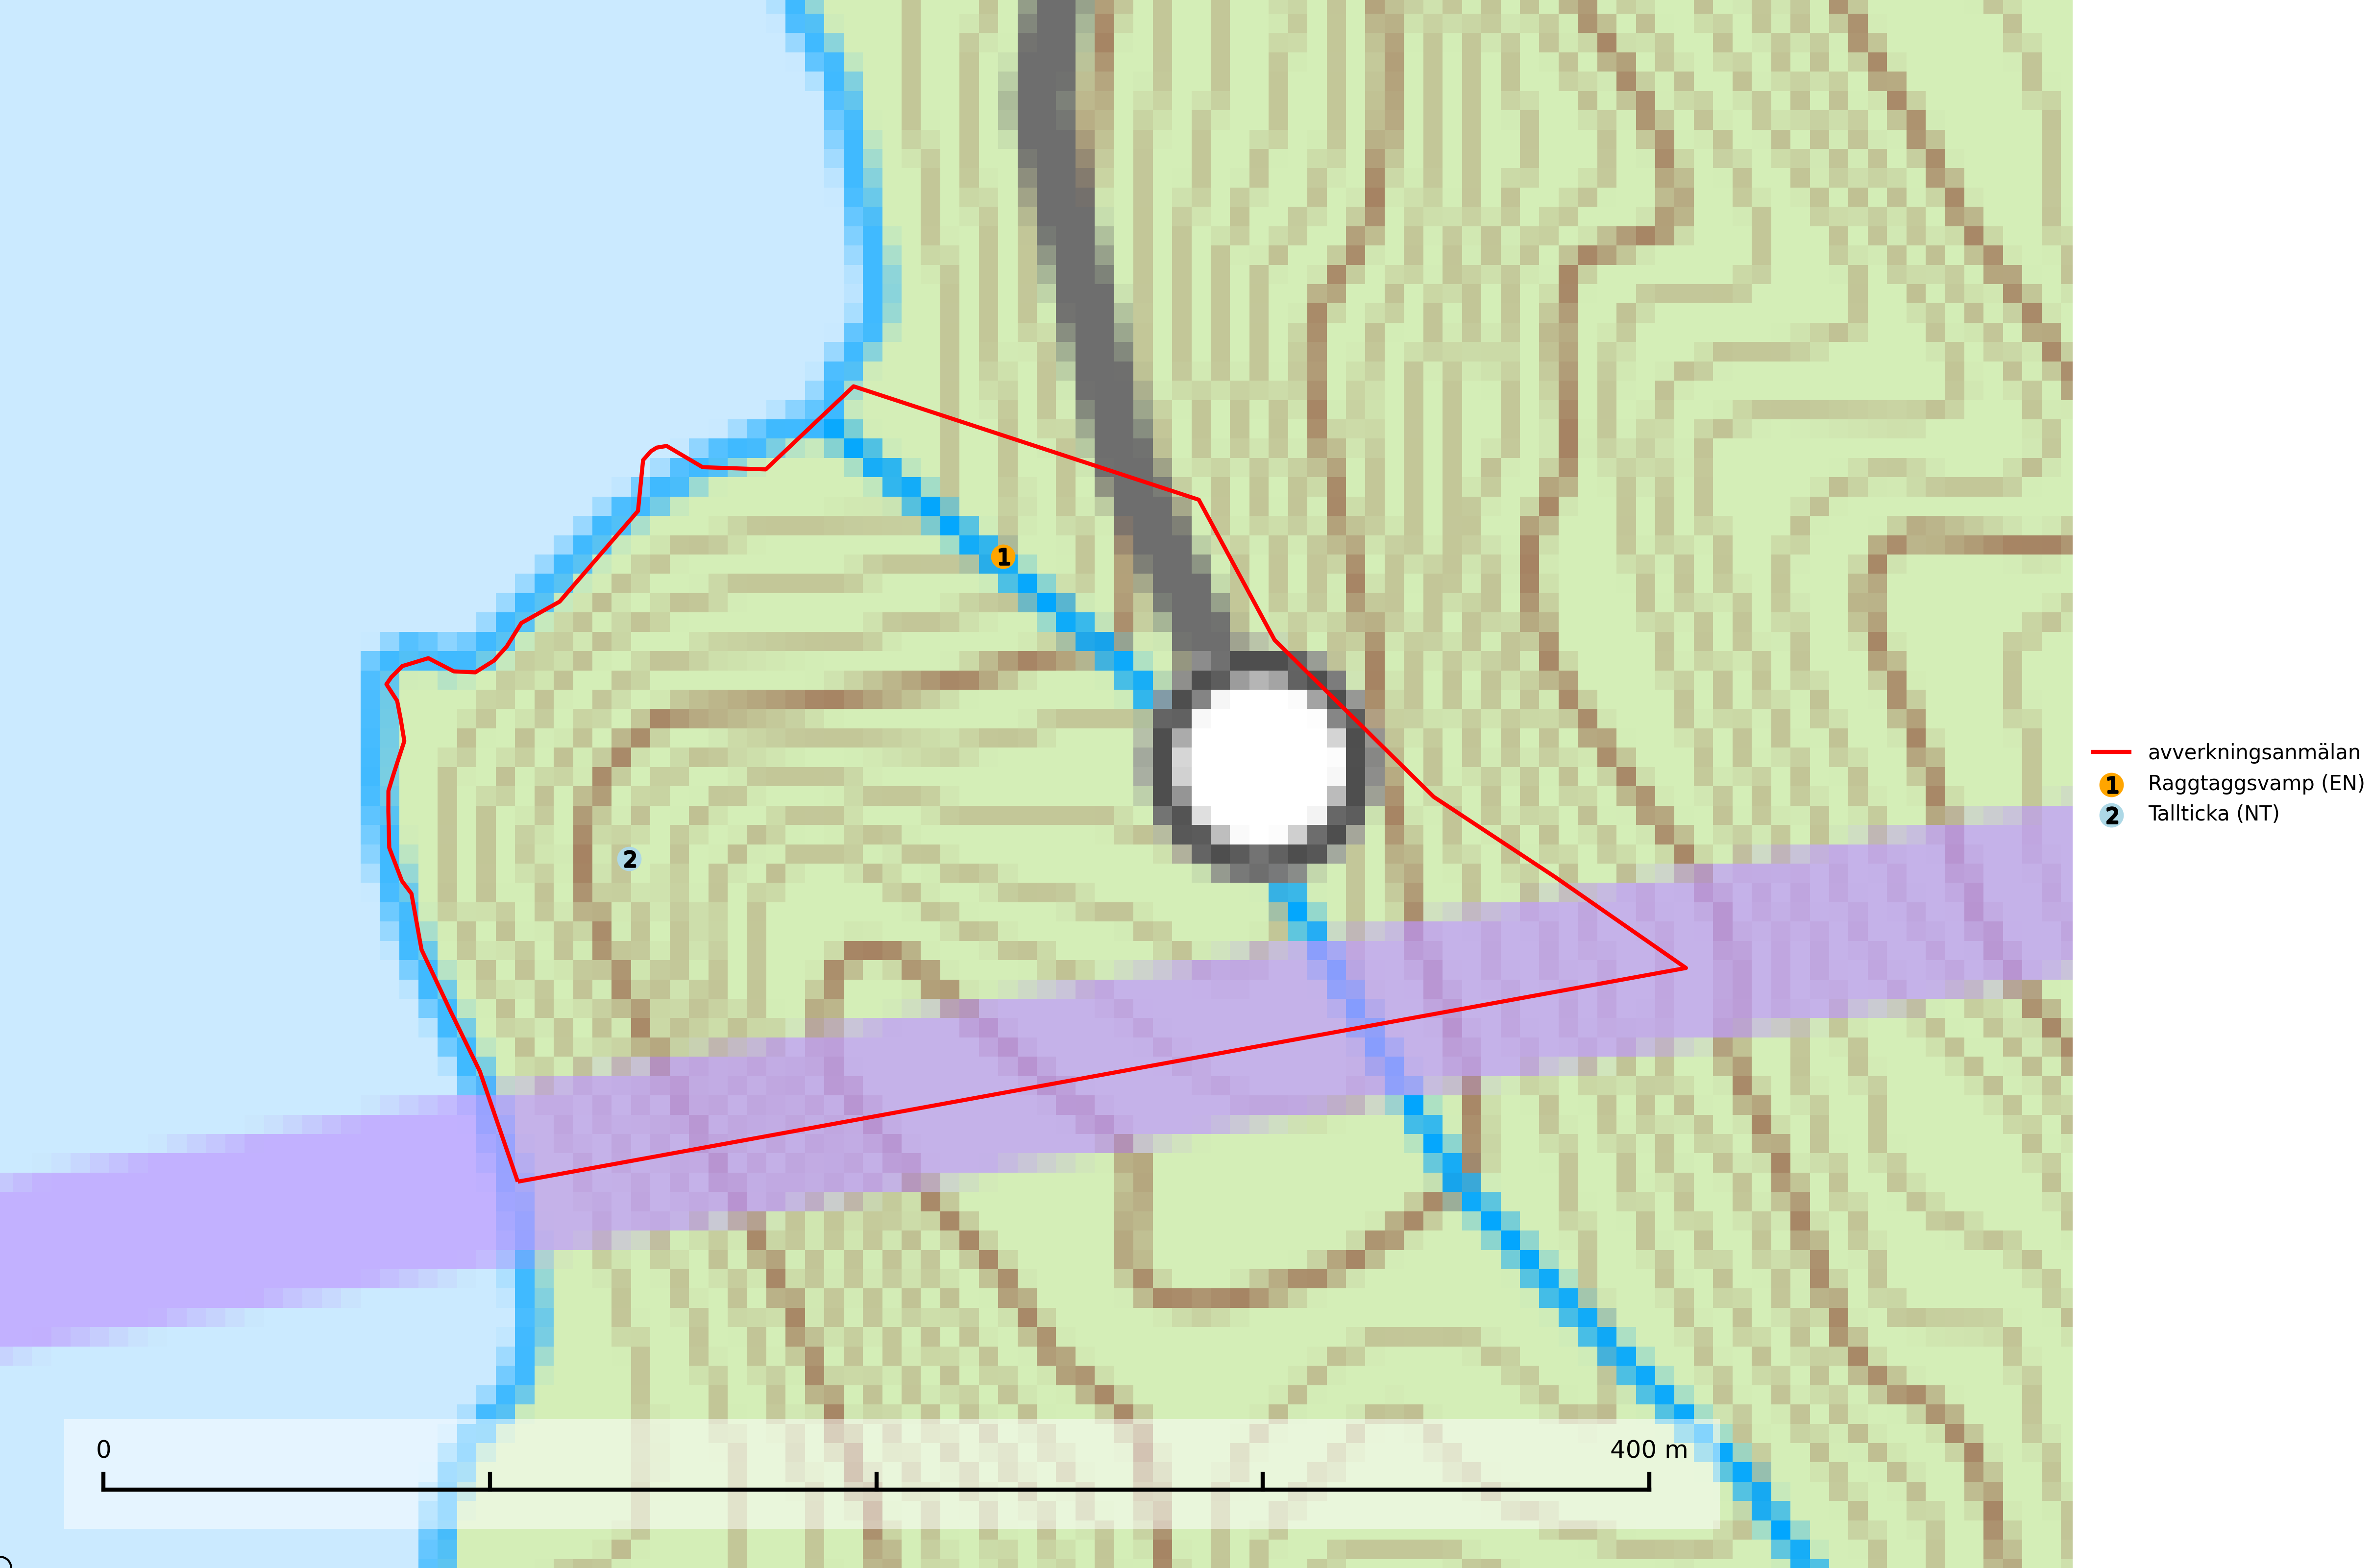 1
2
avverkningsanmälan
1 Raggtaggsvamp (EN)
2 Tallticka (NT)
0 400 m